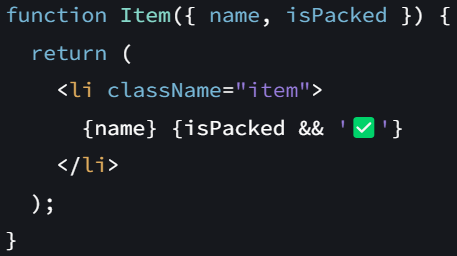 function Item({ name, isPacked }) {
  return (
    <li className="item">
      {name} {isPacked && '✅'}
    </li>
  );
}